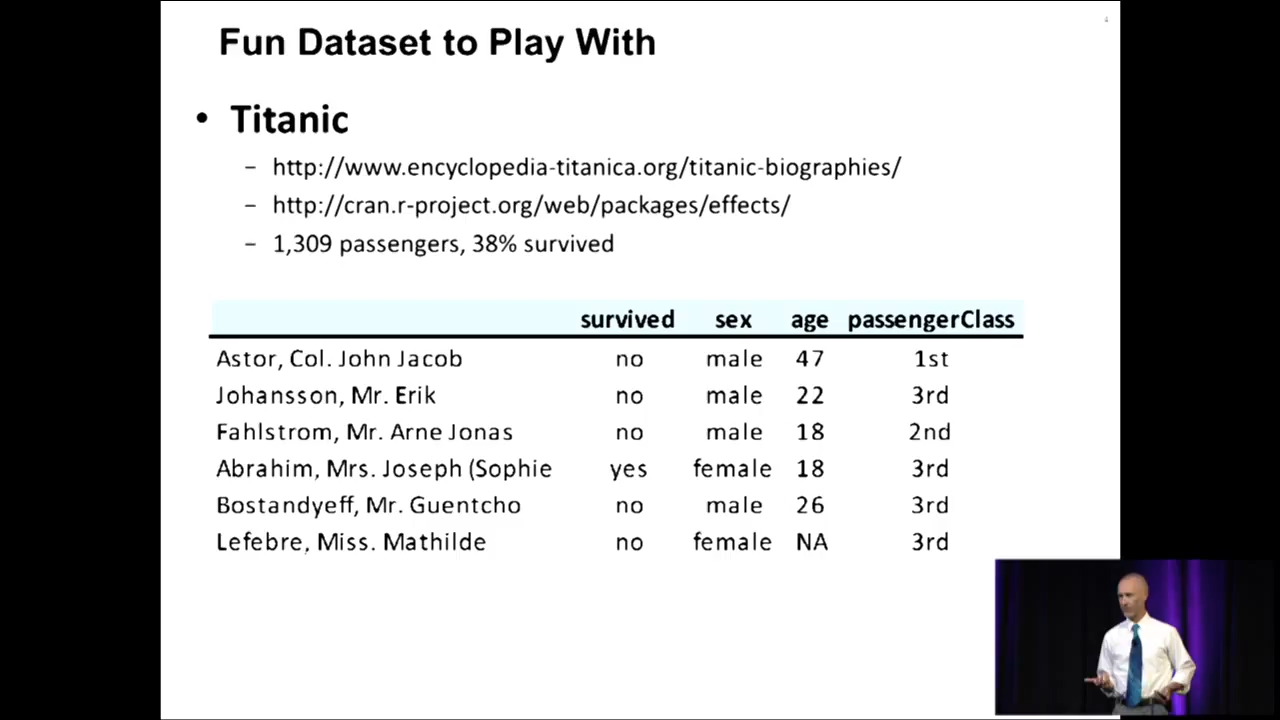 Fun Dataset to Play With
• Titanic
– http://www.encyclopedia-titanica.org/titanic-biographies/
– http://cran.r-project.org/web/packages/effects/
– 1,309 passengers, 38% survived
survived sex age passengerClass
Astor, Col. John Jacob no male 47 1st
Johansson, Mr. Erik no male 22 3rd
Fahlstrom, Mr. Arne Jonas no male 18 2nd
Abrahim, Mrs. Joseph (Sophie yes female 18 3rd
Bostandyeff, Mr. Guentcho no male 26 3rd
Lefebre, Miss. Mathilde no female NA 3rd